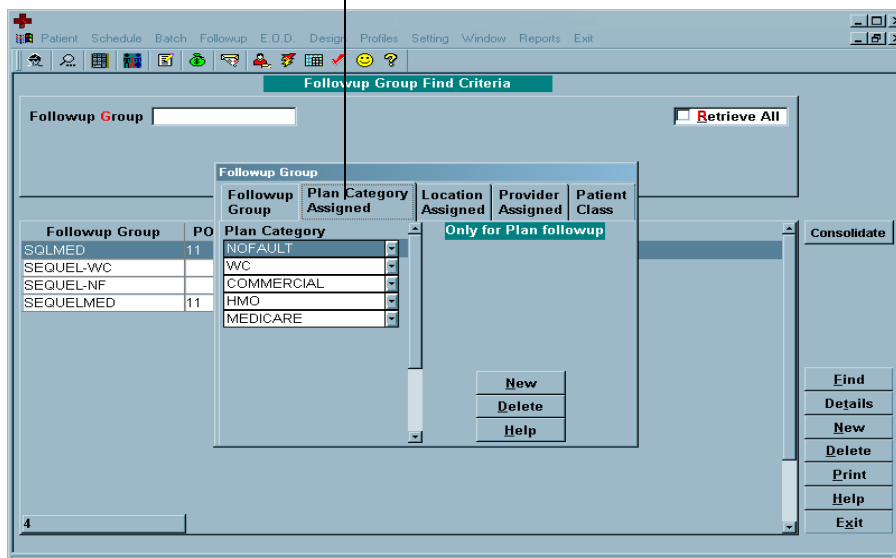 Patient Schedule Batch Followup E.O.D. Design Profiles Setting Window Reports Exit
Followup Group Find Criteria
Followup Group
Retrieve All
Followup Group
Followup Group
Plan Category Assigned
Location Assigned
Provider Assigned
Patient Class
Followup Group PO
SQLMED 11
SEQUEL-WC
SEQUEL-NF
SEQUELMED 11
4
Plan Category
NOFAULT
WC
COMMERCIAL
HMO
MEDICARE
Only for Plan followup
New
Delete
Help
Consolidate
Find
Details
New
Delete
Print
Help
Exit